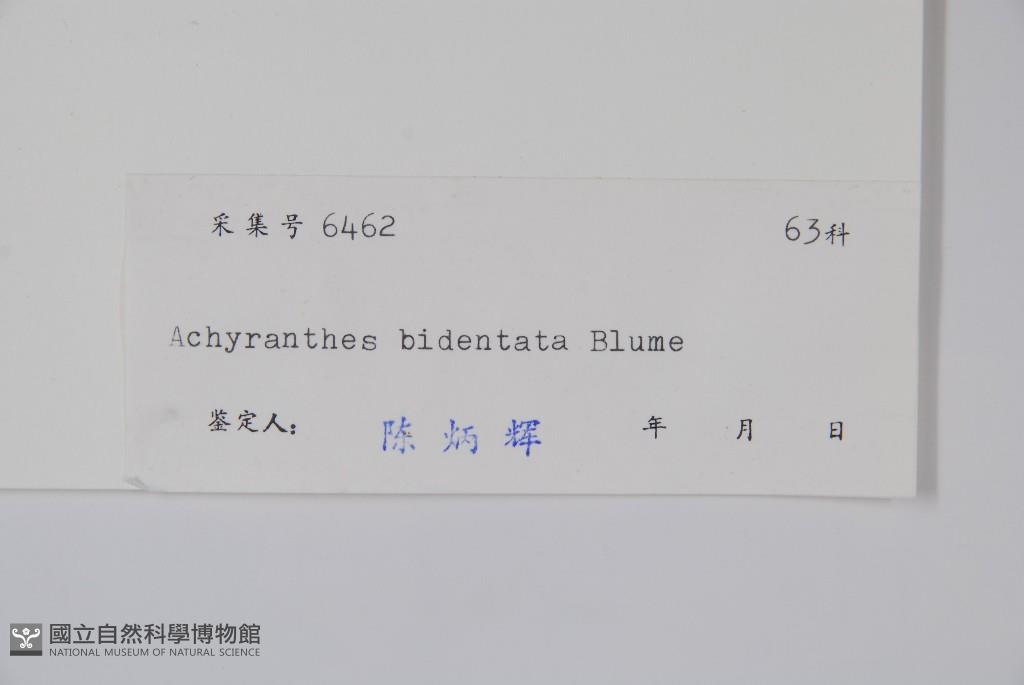 采集号 6462 63科
Achyranthes bidentata Blume
鉴定人： 陈炳辉 年 月 日
國立自然科學博物館
NATIONAL MUSEUM OF NATURAL SCIENCE